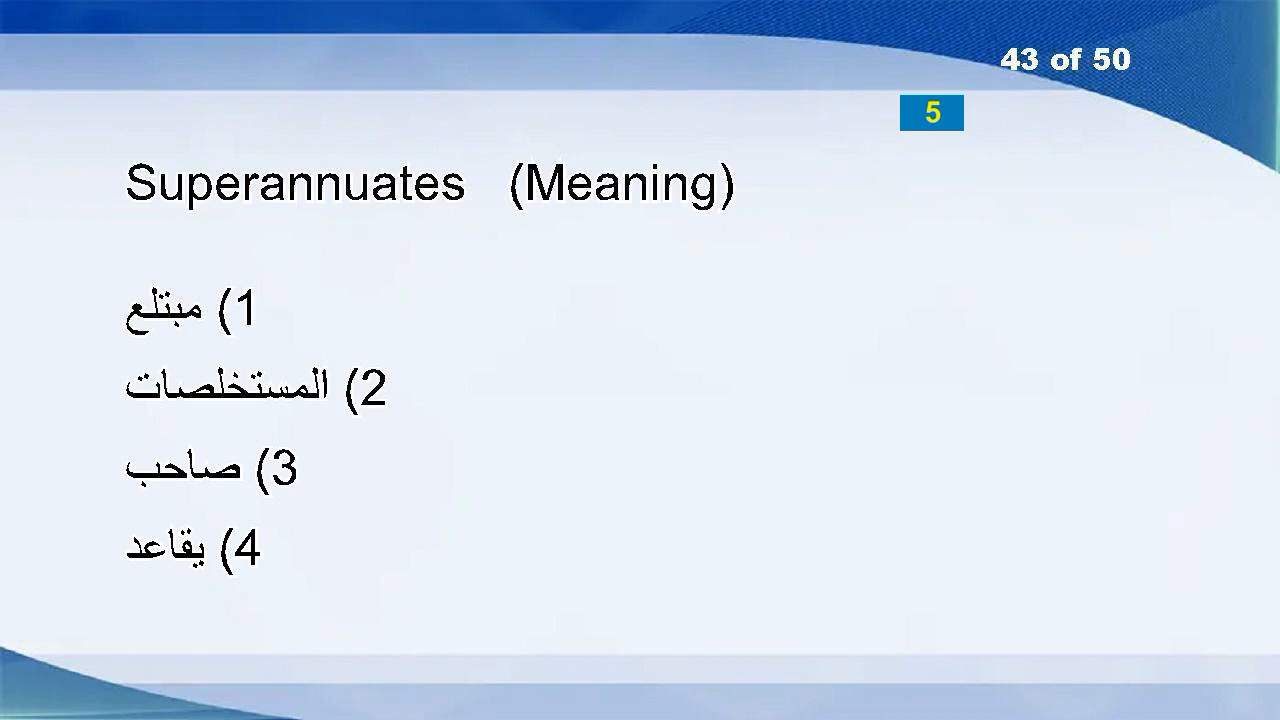 43 of 50
5
Superannuates (Meaning)
1) مبتلع
2) المستخلصات
3) صاحب
4) يقاعد